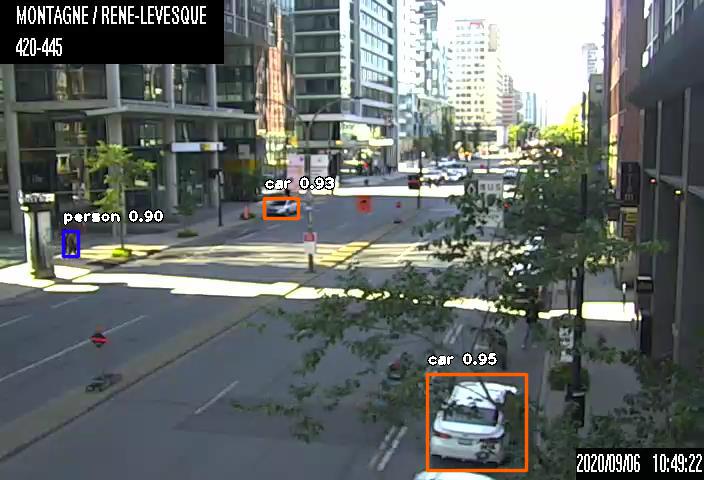 MONTAGNE / RENE-LEVESQUE
420-445
car 0.93
person 0.90
BUS
car 0.95
2020/09/06 10:49:22